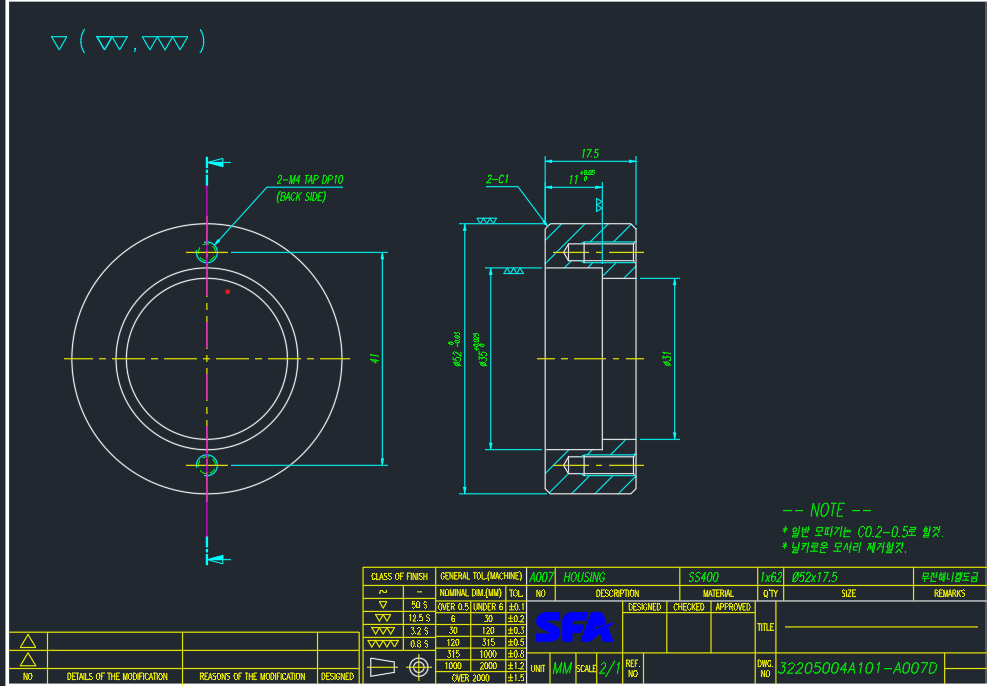 ▽ ( ▽▽ , ▽▽▽ )
2-M4 TAP DP10
(BACK SIDE)
41
17.5
11 +0.025 0
2-C1
ø52 0 -0.03
ø35 +0.025 0
ø31
-- NOTE --
* 일반 모따기는 C0.2-0.5로 할것.
* 날카로운 모서리 제거할것.
CLASS OF FINISH
~ -
▽ 50 S
▽▽ 12.5 S
▽▽▽ 3.2 S
▽▽▽▽ 0.8 S
GENERAL TOL.(MACHINE)
NOMINAL DIM.(MM) TOL.
OVER 0.5 UNDER 6 ±0.1
6 30 ±0.2
30 120 ±0.3
120 315 ±0.5
315 1000 ±0.8
1000 2000 ±1.2
OVER 2000 ±1.5
A007 HOUSING SS400 1x62 ø52x17.5 무전해니켈도금
NO DESCRIPTION MATERIAL Q'TY SIZE REMARKS
SFA
DESIGNED CHECKED APPROVED
TITLE
UNIT MM SCALE 2/1 REF. NO
DWG. NO 32205004A101-A007D
NO DETAILS OF THE MODIFICATION REASONS OF THE MODIFICATION DESIGNED